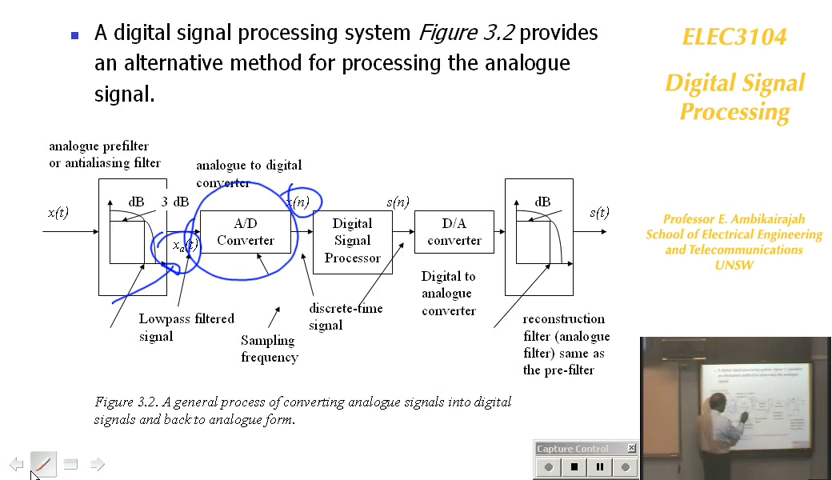 A digital signal processing system Figure 3.2 provides
an alternative method for processing the analogue
signal.
ELEC3104
Digital Signal
Processing
Professor E. Ambikairajah
School of Electrical Engineering
and Telecommunications
UNSW
analogue prefilter
or antialiasing filter
analogue to digital
converter
x(t)
dB 3 dB
xa(t)
A/D
Converter
x(n)
Digital
Signal
Processor
s(n)
D/A
converter
dB
s(t)
Lowpass filtered
signal
Sampling
frequency
discrete-time
signal
Digital to
analogue
converter
reconstruction
filter (analogue
filter) same as
the pre-filter
Figure 3.2. A general process of converting analogue signals into digital
signals and back to analogue form.
Capture Control